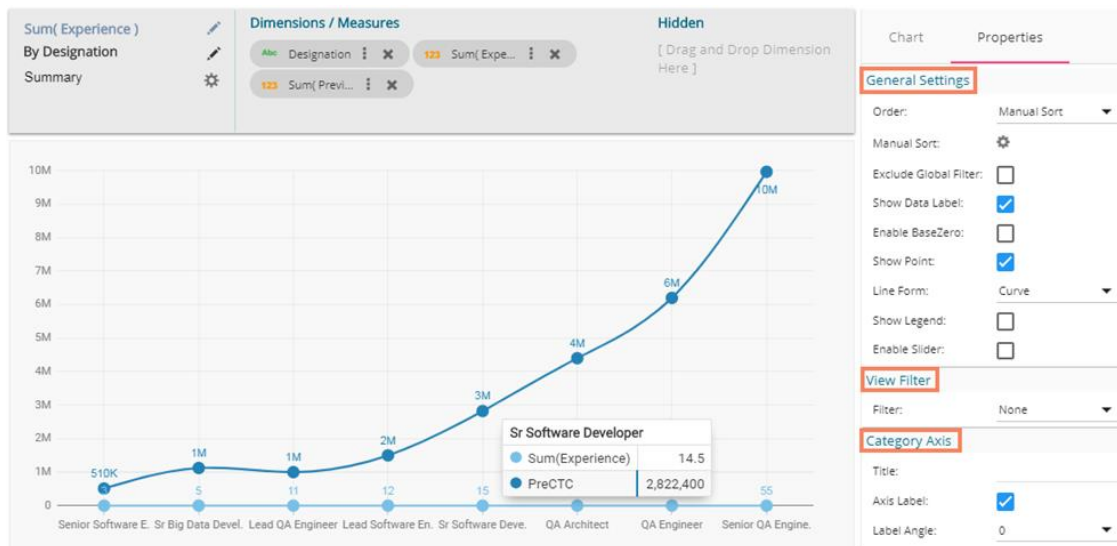 Sum( Experience )
By Designation
Summary
Dimensions / Measures
Abc Designation
123 Sum( Expe...
123 Sum( Previ...
Hidden
[ Drag and Drop Dimension
Here ]
Chart Properties
General Settings
Order: Manual Sort
Manual Sort:
Exclude Global Filter:
Show Data Label:
Enable BaseZero:
Show Point:
Line Form: Curve
Show Legend:
Enable Slider:
View Filter
Filter: None
Category Axis
Title:
Axis Label:
Label Angle: 0
10M
9M
8M
7M
6M
5M
4M
3M
2M
1M
0
510K
1M
1M
2M
3M
4M
6M
10M
3
5
11
12
15
55
Sr Software Developer
Sum(Experience) 14.5
PreCTC 2,822,400
Senior Software E. Sr Big Data Devel. Lead QA Engineer Lead Software En. Sr Software Deve. QA Architect QA Engineer Senior QA Engine.